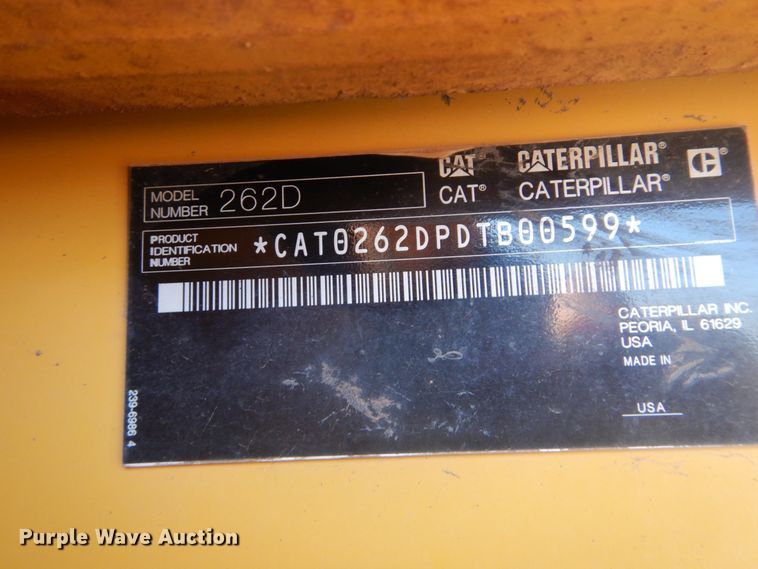 CAT CATERPILLAR® C
CAT® CATERPILLAR®
MODEL NUMBER 262D
PRODUCT IDENTIFICATION NUMBER *CAT0262DPDTB00599*
CATERPILLAR INC.
PEORIA, IL 61629
USA
MADE IN
USA
239-6986 4
Purple Wave Auction